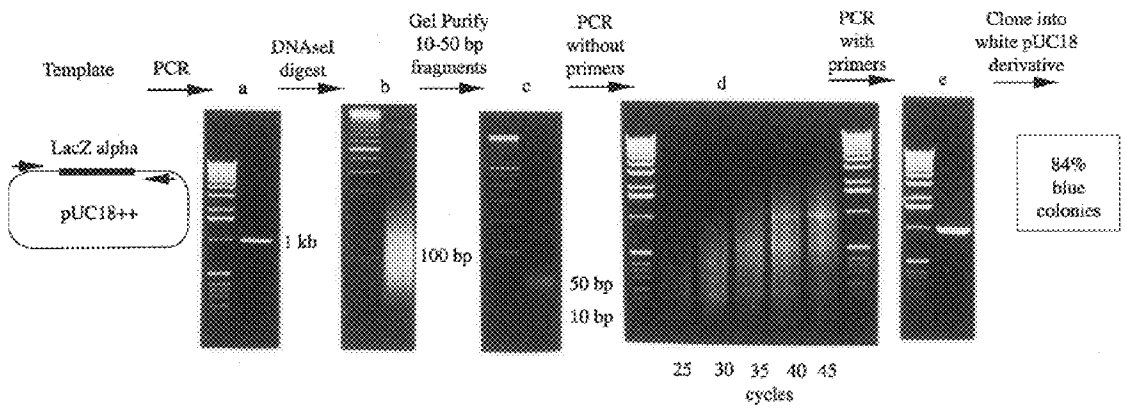 Template
PCR
DNAseI
digest
Gel Purify
10-50 bp
fragments
PCR
without
primers
PCR
with
primers
Clone into
white pUC18
derivative
a
b
c
d
e
LacZ alpha
pUC18++
1 kb
100 bp
50 bp
10 bp
84%
blue
colonies
25 30 35 40 45
cycles